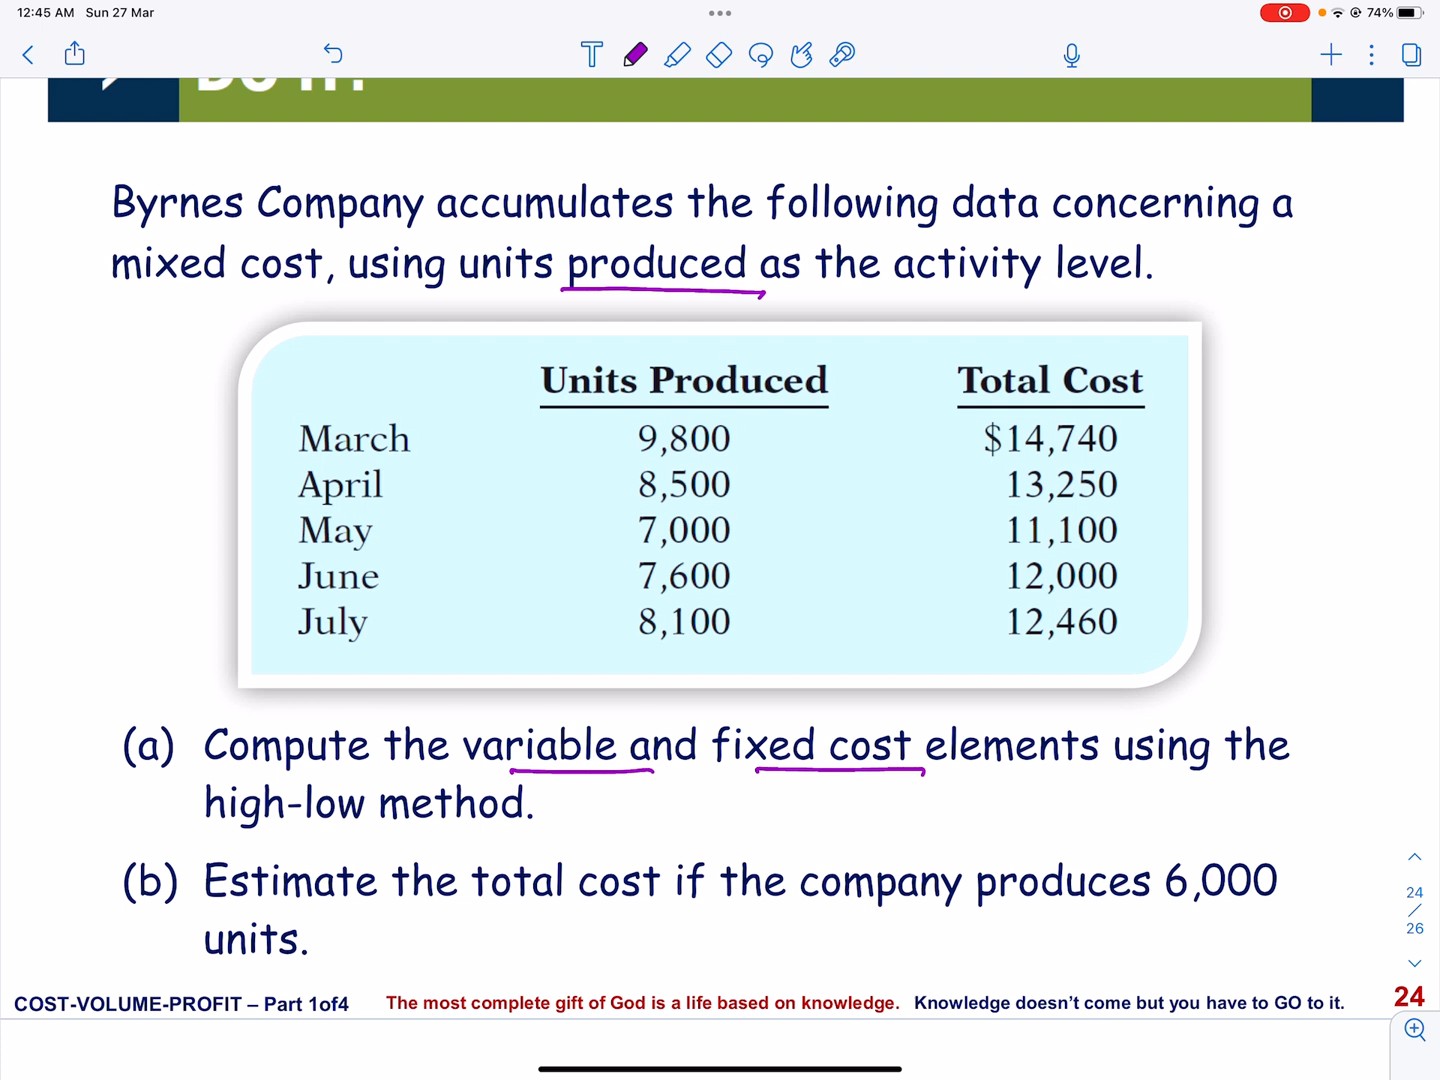 12:45 AM Sun 27 Mar
74%
DO IT!
Byrnes Company accumulates the following data concerning a
mixed cost, using units produced as the activity level.
Units Produced Total Cost
March 9,800 $14,740
April 8,500 13,250
May 7,000 11,100
June 7,600 12,000
July 8,100 12,460
(a) Compute the variable and fixed cost elements using the
high-low method.
(b) Estimate the total cost if the company produces 6,000
units.
24
/
26
COST-VOLUME-PROFIT – Part 1of4 The most complete gift of God is a life based on knowledge. Knowledge doesn’t come but you have to GO to it. 24